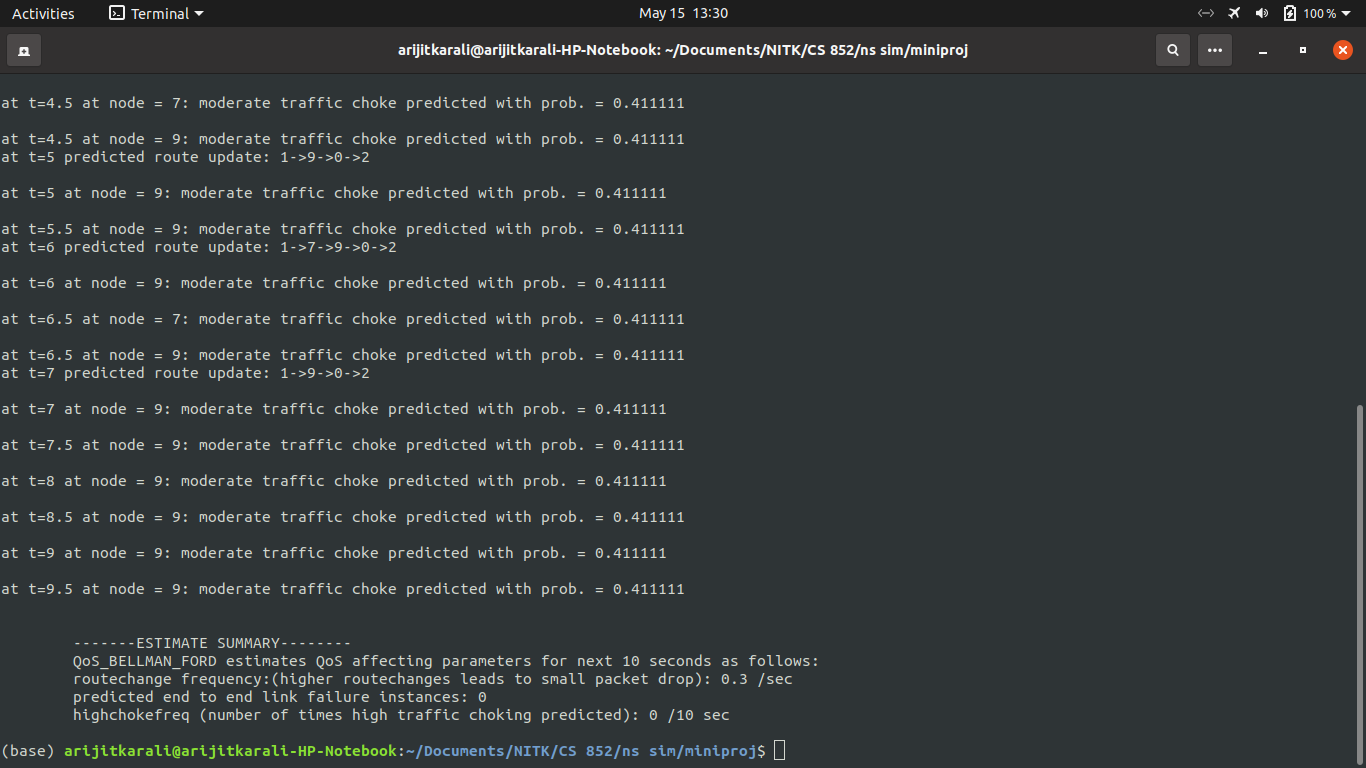 Activities Terminal May 15 13:30 100%
arijitkarali@arijitkarali-HP-Notebook: ~/Documents/NITK/CS 852/ns sim/miniproj
at t=4.5 at node = 7: moderate traffic choke predicted with prob. = 0.411111
at t=4.5 at node = 9: moderate traffic choke predicted with prob. = 0.411111
at t=5 predicted route update: 1->9->0->2
at t=5 at node = 9: moderate traffic choke predicted with prob. = 0.411111
at t=5.5 at node = 9: moderate traffic choke predicted with prob. = 0.411111
at t=6 predicted route update: 1->7->9->0->2
at t=6 at node = 9: moderate traffic choke predicted with prob. = 0.411111
at t=6.5 at node = 7: moderate traffic choke predicted with prob. = 0.411111
at t=6.5 at node = 9: moderate traffic choke predicted with prob. = 0.411111
at t=7 predicted route update: 1->9->0->2
at t=7 at node = 9: moderate traffic choke predicted with prob. = 0.411111
at t=7.5 at node = 9: moderate traffic choke predicted with prob. = 0.411111
at t=8 at node = 9: moderate traffic choke predicted with prob. = 0.411111
at t=8.5 at node = 9: moderate traffic choke predicted with prob. = 0.411111
at t=9 at node = 9: moderate traffic choke predicted with prob. = 0.411111
at t=9.5 at node = 9: moderate traffic choke predicted with prob. = 0.411111
-------ESTIMATE SUMMARY--------
QoS_BELLMAN_FORD estimates QoS affecting parameters for next 10 seconds as follows:
routechange frequency:(higher routechanges leads to small packet drop): 0.3 /sec
predicted end to end link failure instances: 0
highchokefreq (number of times high traffic choking predicted): 0 /10 sec
(base) arijitkarali@arijitkarali-HP-Notebook:~/Documents/NITK/CS 852/ns sim/miniproj$